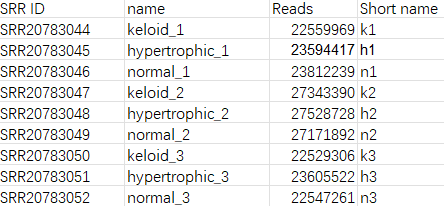 SRR ID name Reads Short name
SRR20783044 keloid_1 22559969 k1
SRR20783045 hypertrophic_1 23594417 h1
SRR20783046 normal_1 23812239 n1
SRR20783047 keloid_2 27343390 k2
SRR20783048 hypertrophic_2 27528728 h2
SRR20783049 normal_2 27171892 n2
SRR20783050 keloid_3 22529306 k3
SRR20783051 hypertrophic_3 23605522 h3
SRR20783052 normal_3 22547261 n3